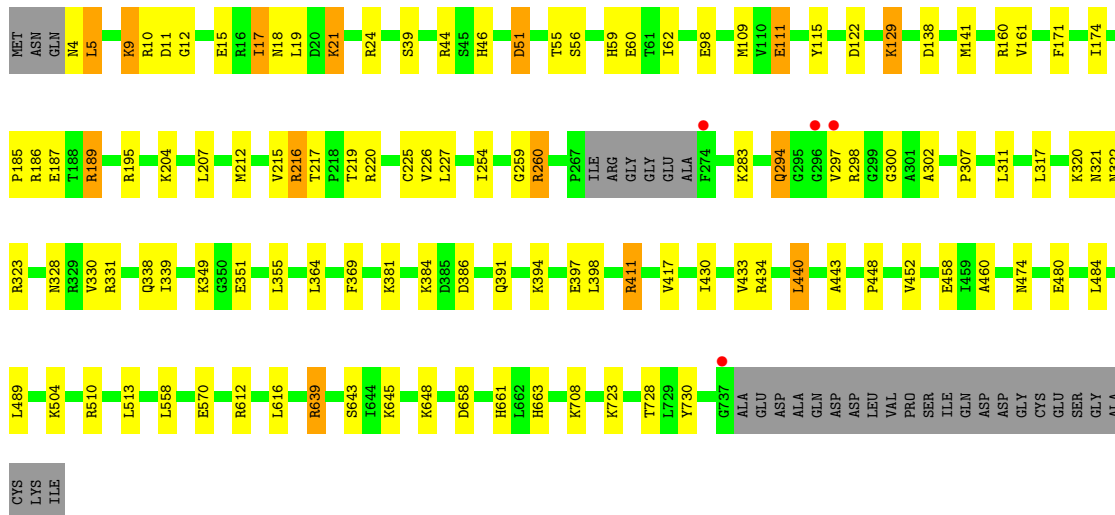 MET ASN GLN N4 L5 K9 R10 D11 G12 E15 R16 I17 N18 L19 D20 K21 R24 S39 R44 S45 H46 D51 T55 S56 H59 E60 T61 I62 E98 M109 V110 E111 Y115 D122 K129 D138 M141 R160 V161 F171 I174
P185 R186 E187 T188 R189 R195 K204 L207 M212 V215 R216 T217 P218 T219 R220 C225 V226 L227 I254 G259 R260 P267 ILE ARG GLY GLY GLU ALA F274 K283 Q294 G295 G296 V297 R298 G299 G300 A301 A302 P307 L311 L317 K320 N321 N322
R323 N328 R329 V330 R331 Q338 I339 K349 G350 E351 L355 L364 F369 K381 K384 D385 D386 Q391 K394 E397 L398 R411 V417 I430 V433 R434 L440 A443 P448 V452 E458 I459 A460 N474 E480 L484
L489 K504 R510 L513 L558 E570 R612 L616 R639 S643 I644 K645 K648 D658 H661 L662 H663 K708 K723 T728 L729 Y730 G737 ALA GLU ASP ALA GLN ASP ASP LEU VAL PRO SER ILE GLN ASP ASP GLY CYS GLU SER GLY ALA
CYS LYS ILE